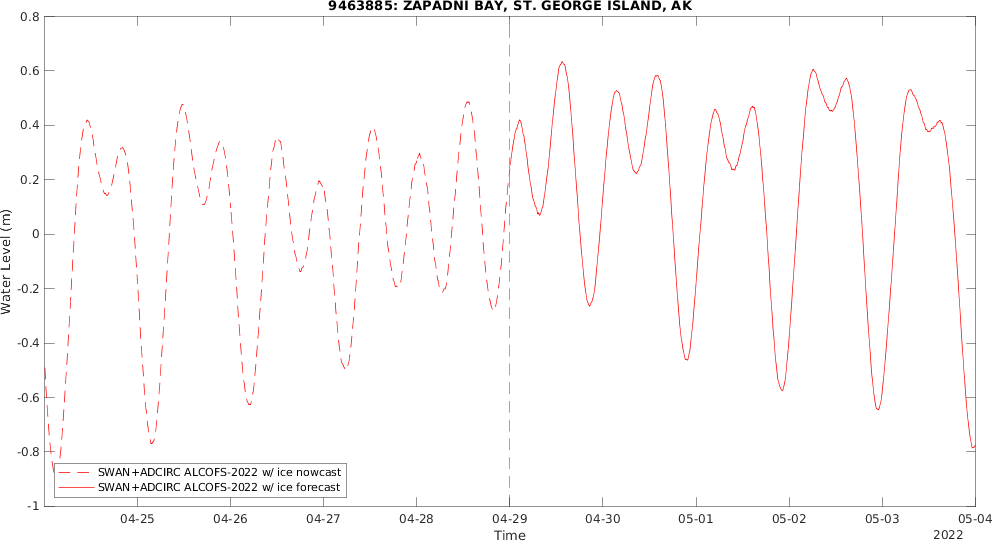 9463885: ZAPADNI BAY, ST. GEORGE ISLAND, AK
0.8
0.6
0.4
0.2
0
-0.2
-0.4
-0.6
-0.8
-1
Water Level (m)
SWAN+ADCIRC ALCOFS-2022 w/ ice nowcast
SWAN+ADCIRC ALCOFS-2022 w/ ice forecast
04-25 04-26 04-27 04-28 04-29 04-30 05-01 05-02 05-03 05-04
Time
2022